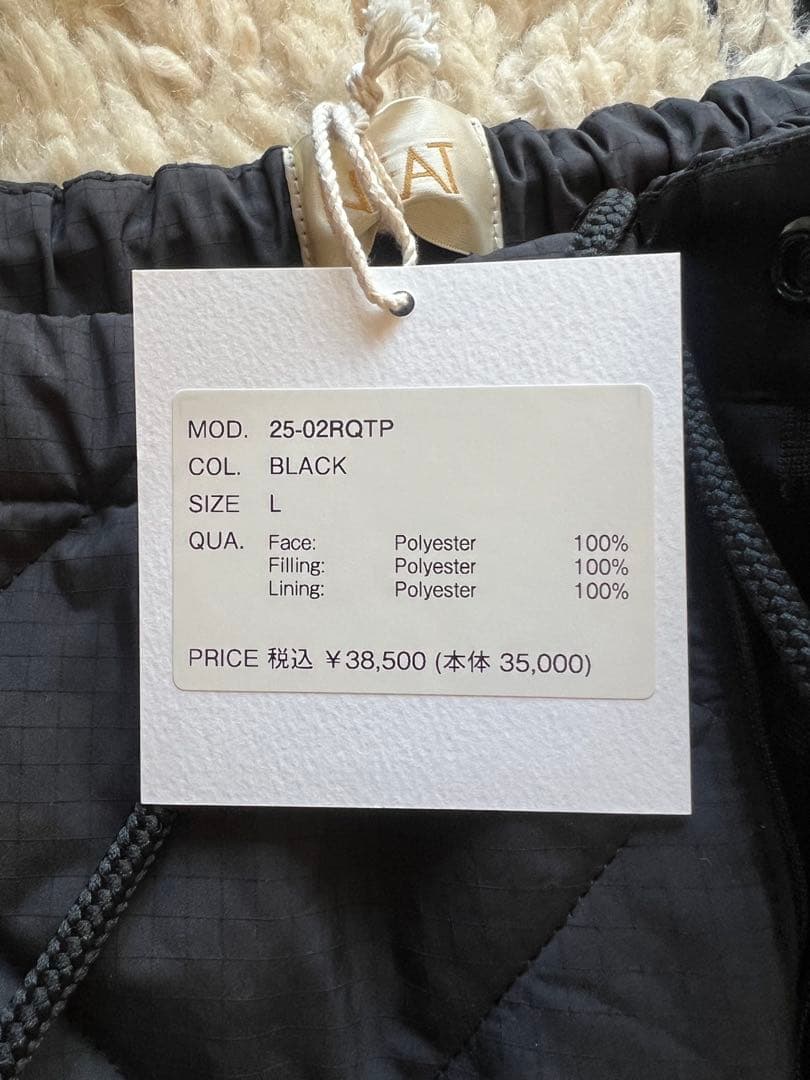 AT
MOD. 25-02RQTP
COL. BLACK
SIZE L
QUA. Face: Polyester 100%
Filling: Polyester 100%
Lining: Polyester 100%
PRICE 税込 ¥38,500 (本体 35,000)